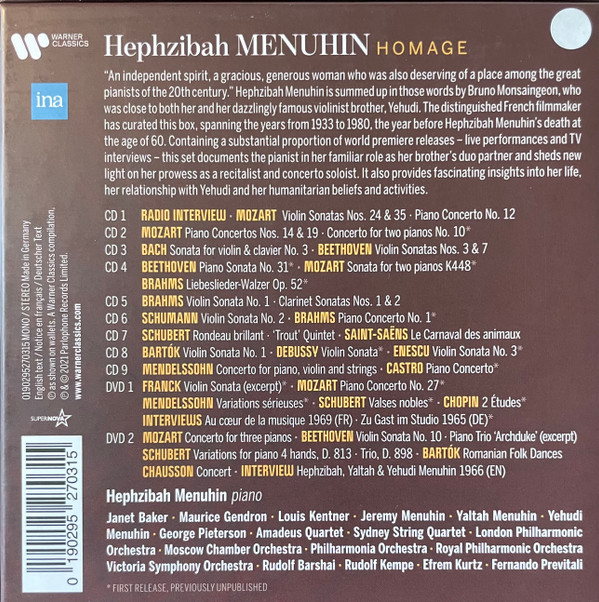 WARNER
CLASSICS
Hephzibah MENUHIN HOMAGE
ina
“An independent spirit, a gracious, generous woman who was also deserving of a place among the great
pianists of the 20th century.” Hephzibah Menuhin is summed up in those words by Bruno Monsaingeon, who
was close to both her and her dazzlingly famous violinist brother, Yehudi. The distinguished French filmmaker
has curated this box, spanning the years from 1933 to 1980, the year before Hephzibah Menuhin’s death at
the age of 60. Containing a substantial proportion of world premiere releases – live performances and TV
interviews – this set documents the pianist in her familiar role as her brother’s duo partner and sheds new
light on her prowess as a recitalist and concerto soloist. It also provides fascinating insights into her life,
her relationship with Yehudi and her humanitarian beliefs and activities.
CD 1 RADIO INTERVIEW · MOZART Violin Sonatas Nos. 24 & 35 · Piano Concerto No. 12
CD 2 MOZART Piano Concertos Nos. 14 & 19 · Concerto for two pianos No. 10*
CD 3 BACH Sonata for violin & clavier No. 3 · BEETHOVEN Violin Sonatas Nos. 3 & 7
CD 4 BEETHOVEN Piano Sonata No. 31* · MOZART Sonata for two pianos K448*
BRAHMS Liebeslieder-Walzer Op. 52*
CD 5 BRAHMS Violin Sonata No. 1 · Clarinet Sonatas Nos. 1 & 2
CD 6 SCHUMANN Violin Sonata No. 2 · BRAHMS Piano Concerto No. 1*
CD 7 SCHUBERT Rondeau brillant · ‘Trout’ Quintet · SAINT-SAËNS Le Carnaval des animaux
CD 8 BARTÓK Violin Sonata No. 1 · DEBUSSY Violin Sonata* · ENESCU Violin Sonata No. 3*
CD 9 MENDELSSOHN Concerto for piano, violin and strings · CASTRO Piano Concerto*
DVD 1 FRANCK Violin Sonata (excerpt)* · MOZART Piano Concerto No. 27*
MENDELSSOHN Variations sérieuses* · SCHUBERT Valses nobles* · CHOPIN 2 Études*
INTERVIEWS Au cœur de la musique 1969 (FR) · Zu Gast im Studio 1965 (DE)*
DVD 2 MOZART Concerto for three pianos · BEETHOVEN Violin Sonata No. 10 · Piano Trio ‘Archduke’ (excerpt)
SCHUBERT Variations for piano 4 hands, D. 813 · Trio, D. 898 · BARTÓK Romanian Folk Dances
CHAUSSON Concert · INTERVIEW Hephzibah, Yaltah & Yehudi Menuhin 1966 (EN)
Hephzibah Menuhin piano
Janet Baker · Maurice Gendron · Louis Kentner · Jeremy Menuhin · Yaltah Menuhin · Yehudi
Menuhin · George Pieterson · Amadeus Quartet · Sydney String Quartet · London Philharmonic
Orchestra · Moscow Chamber Orchestra · Philharmonia Orchestra · Royal Philharmonic Orchestra
Victoria Symphony Orchestra · Rudolf Barshai · Rudolf Kempe · Efrem Kurtz · Fernando Previtali
* FIRST RELEASE, PREVIOUSLY UNPUBLISHED
0190295270315 MONO / STEREO Made in Germany
English text / Notice en français / Deutscher Text
℗ as shown on wallets. A Warner Classics compilation,
℗ & © 2021 Parlophone Records Limited.
www.warnerclassics.com
SUPERNOVA
0 190295 270315